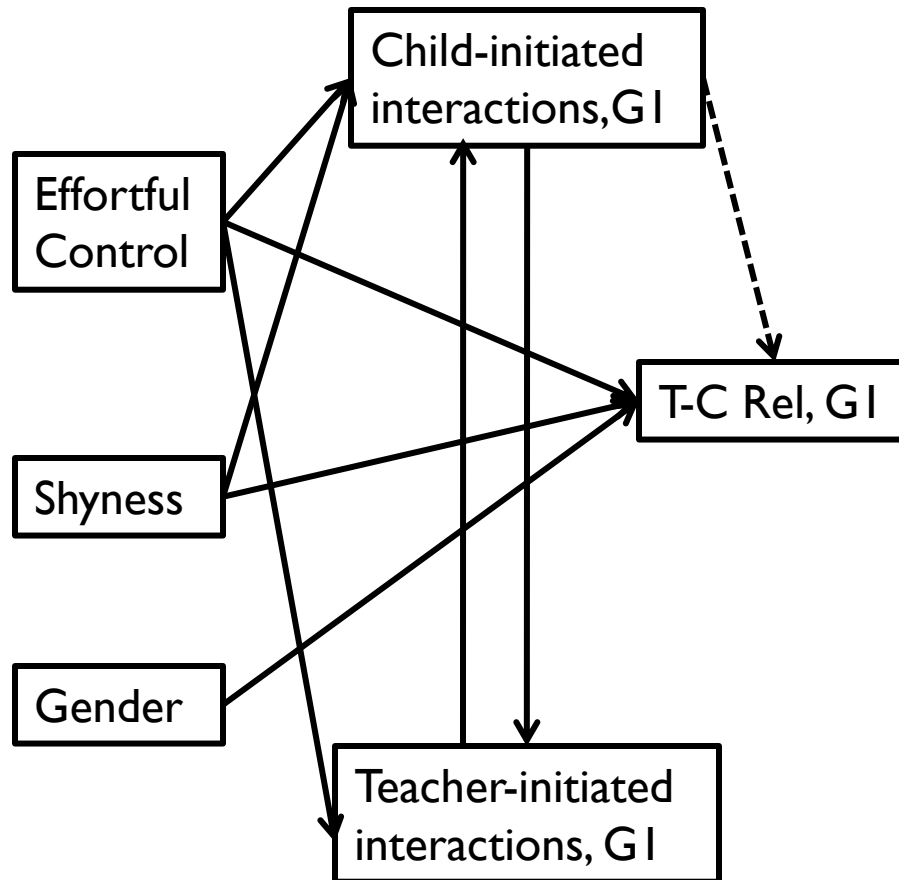 Child-initiated
interactions,G1
Effortful
Control
T-C Rel, G1
Shyness
Gender
Teacher-initiated
interactions, G1